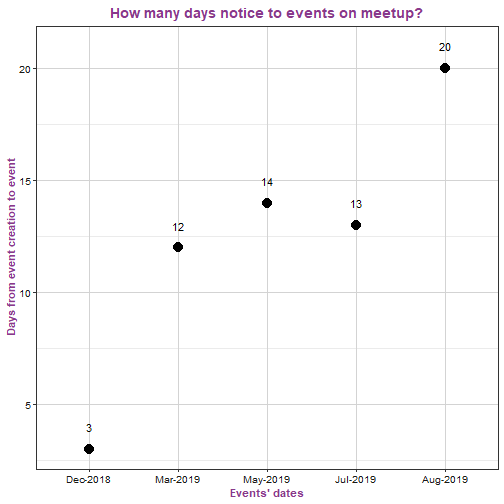 How many days notice to events on meetup?
Days from event creation to event
20
15
10
5
3
12
14
13
20
Dec-2018 Mar-2019 May-2019 Jul-2019 Aug-2019
Events' dates